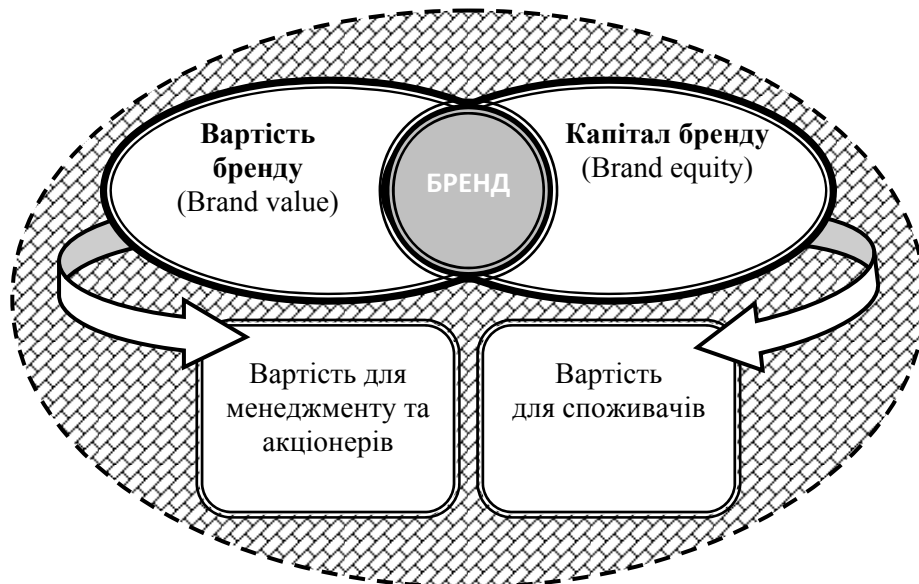 Вартість
бренду
(Brand value)
БРЕНД
Капітал бренду
(Brand equity)
Вартість для
менеджменту та
акціонерів
Вартість
для споживачів